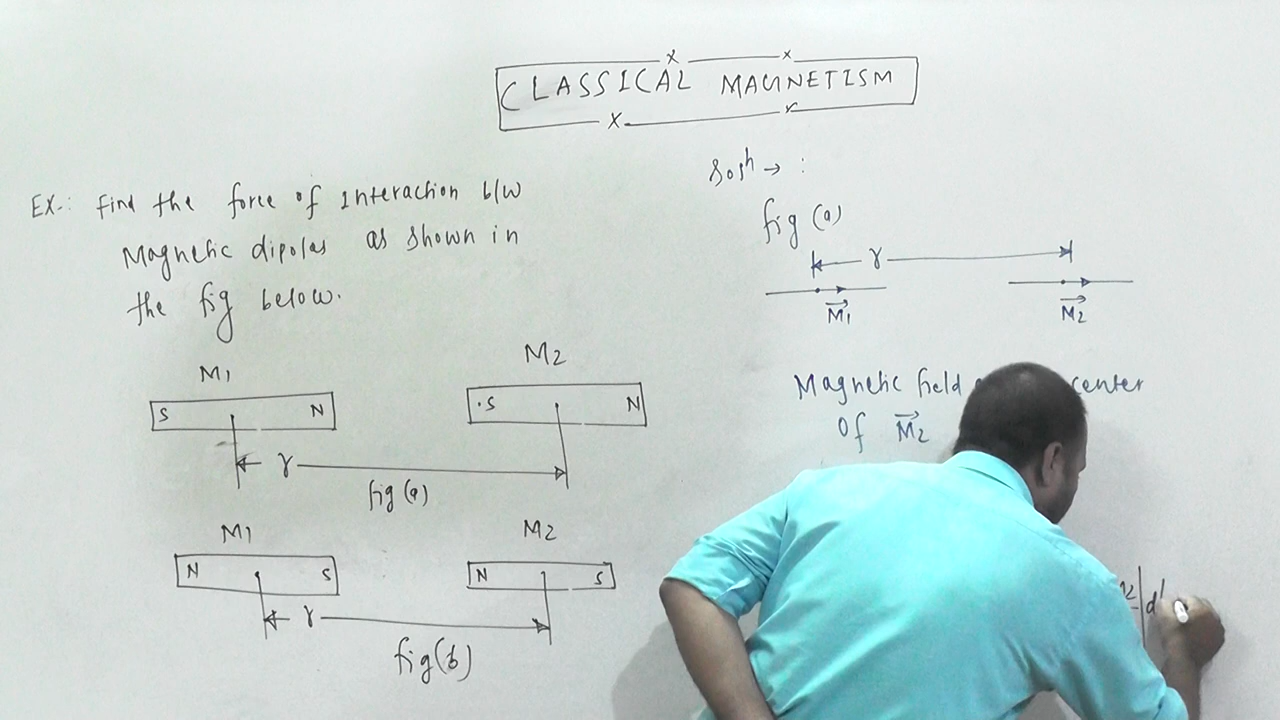 CLASSICAL MAGNETISM
EX-: Find the force of Interaction b/w
Magnetic dipoles as shown in
the fig below.
M1
M2
S N
S N
r
fig (a)
M1
M2
N S
N S
r
fig (b)
Soln → :
fig (a)
r
M1
M2
Magnetic field center
Of M2